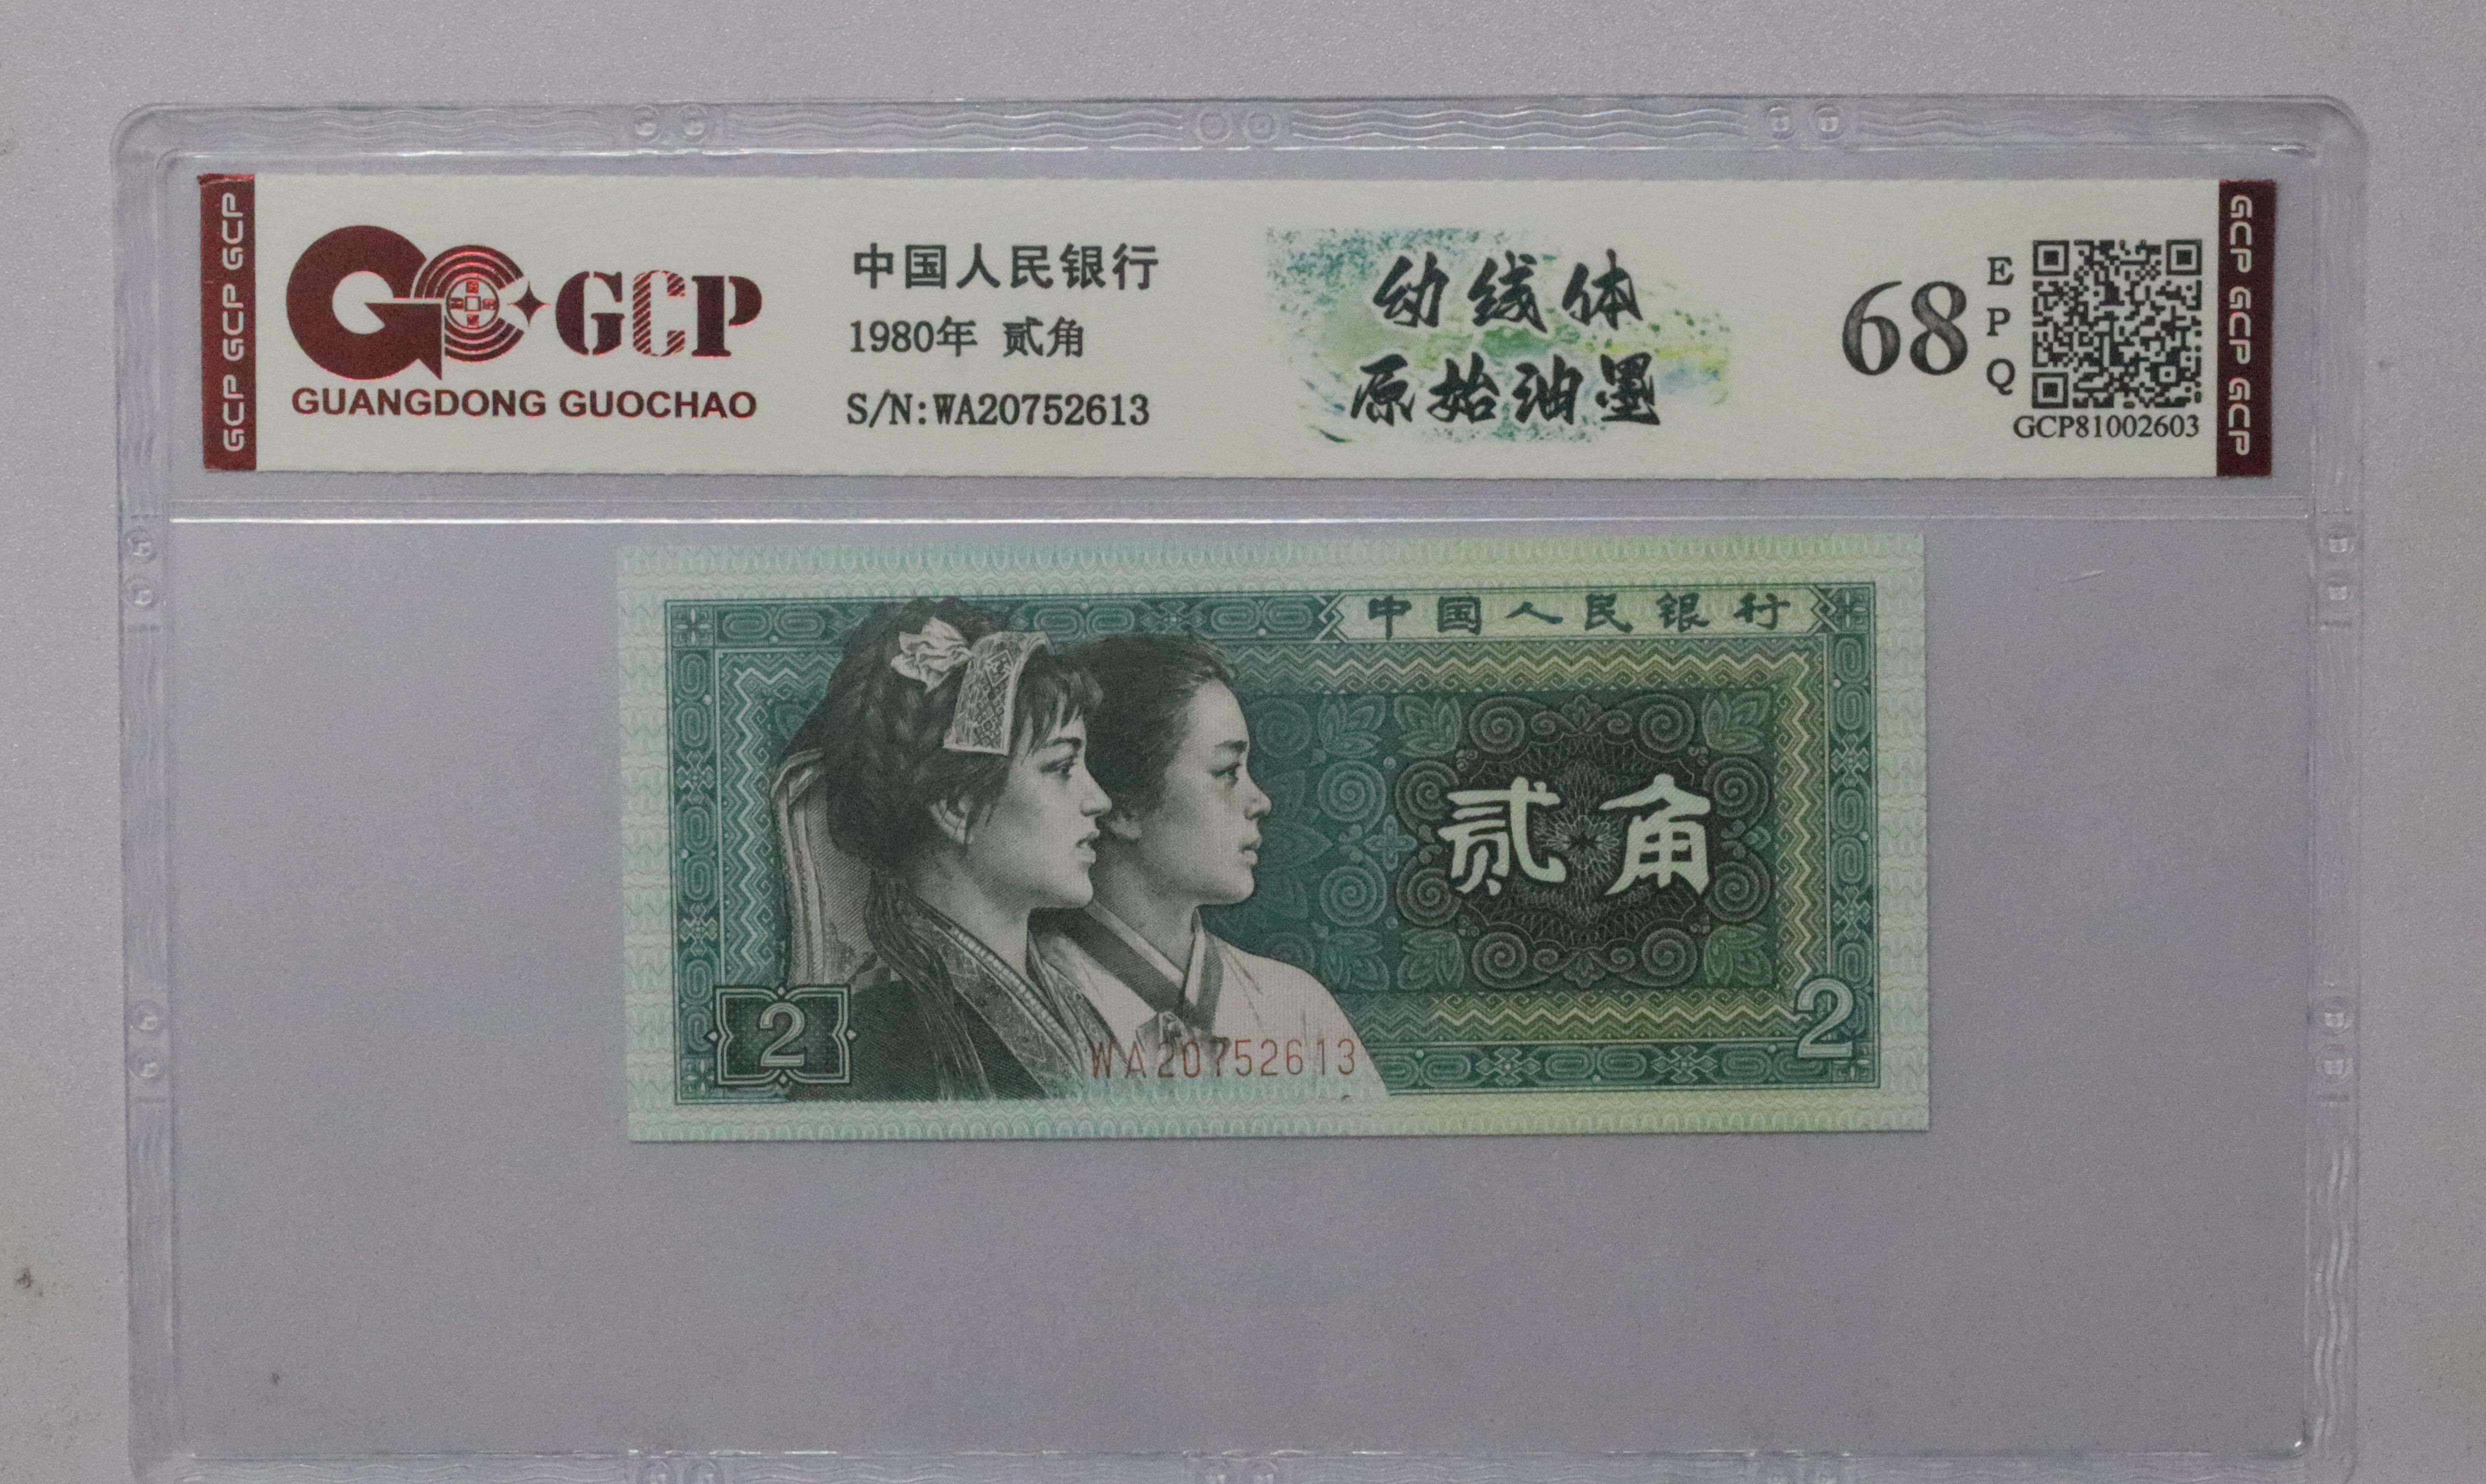 GCP GCP GCP
GCP
GUANGDONG GUOCHAO
中国人民银行
1980年 贰角
S/N:WA20752613
幼线体
原始油墨
68
EPQ
GCP81002603
GCP GCP GCP
中国人民银行
贰角
2
2
WA20752613